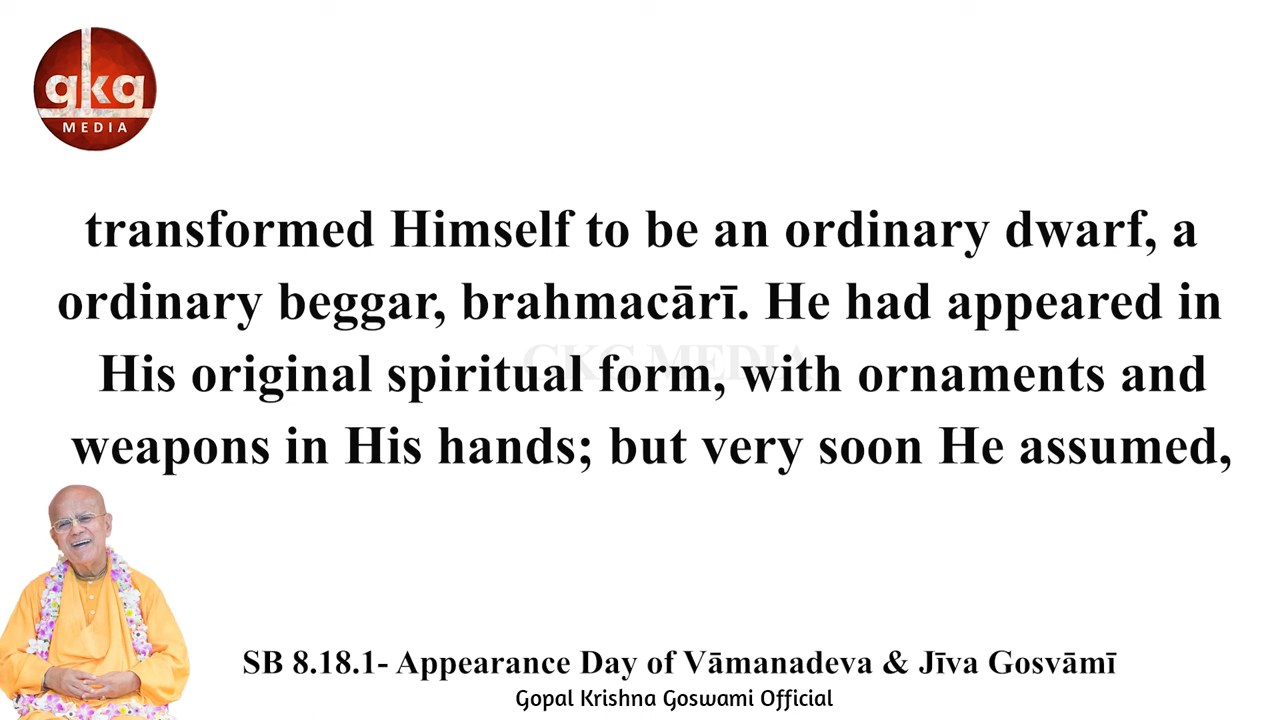 gkg
MEDIA
transformed Himself to be an ordinary dwarf, a
ordinary beggar, brahmacārī. He had appeared in
GKG MEDIA
His original spiritual form, with ornaments and
weapons in His hands; but very soon He assumed,
SB 8.18.1- Appearance Day of Vāmanadeva & Jīva Gosvāmī
Gopal Krishna Goswami Official